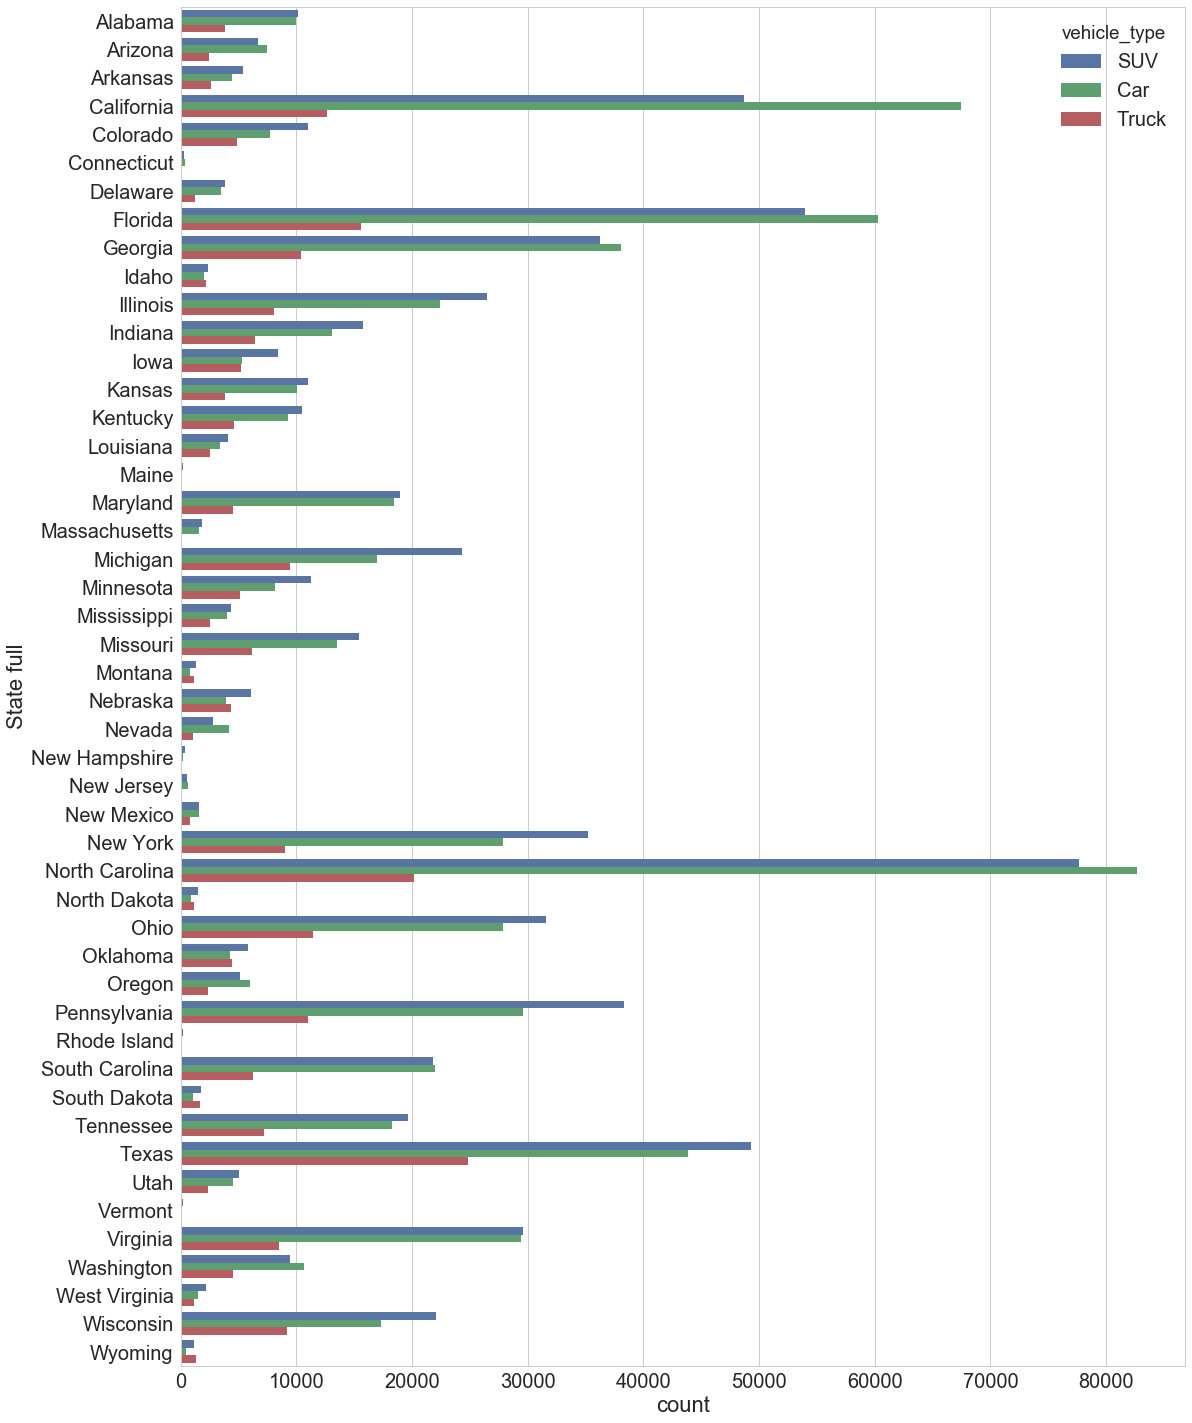 vehicle_type
SUV
Car
Truck
State full
Alabama
Arizona
Arkansas
California
Colorado
Connecticut
Delaware
Florida
Georgia
Idaho
Illinois
Indiana
Iowa
Kansas
Kentucky
Louisiana
Maine
Maryland
Massachusetts
Michigan
Minnesota
Mississippi
Missouri
Montana
Nebraska
Nevada
New Hampshire
New Jersey
New Mexico
New York
North Carolina
North Dakota
Ohio
Oklahoma
Oregon
Pennsylvania
Rhode Island
South Carolina
South Dakota
Tennessee
Texas
Utah
Vermont
Virginia
Washington
West Virginia
Wisconsin
Wyoming
0 10000 20000 30000 40000 50000 60000 70000 80000
count